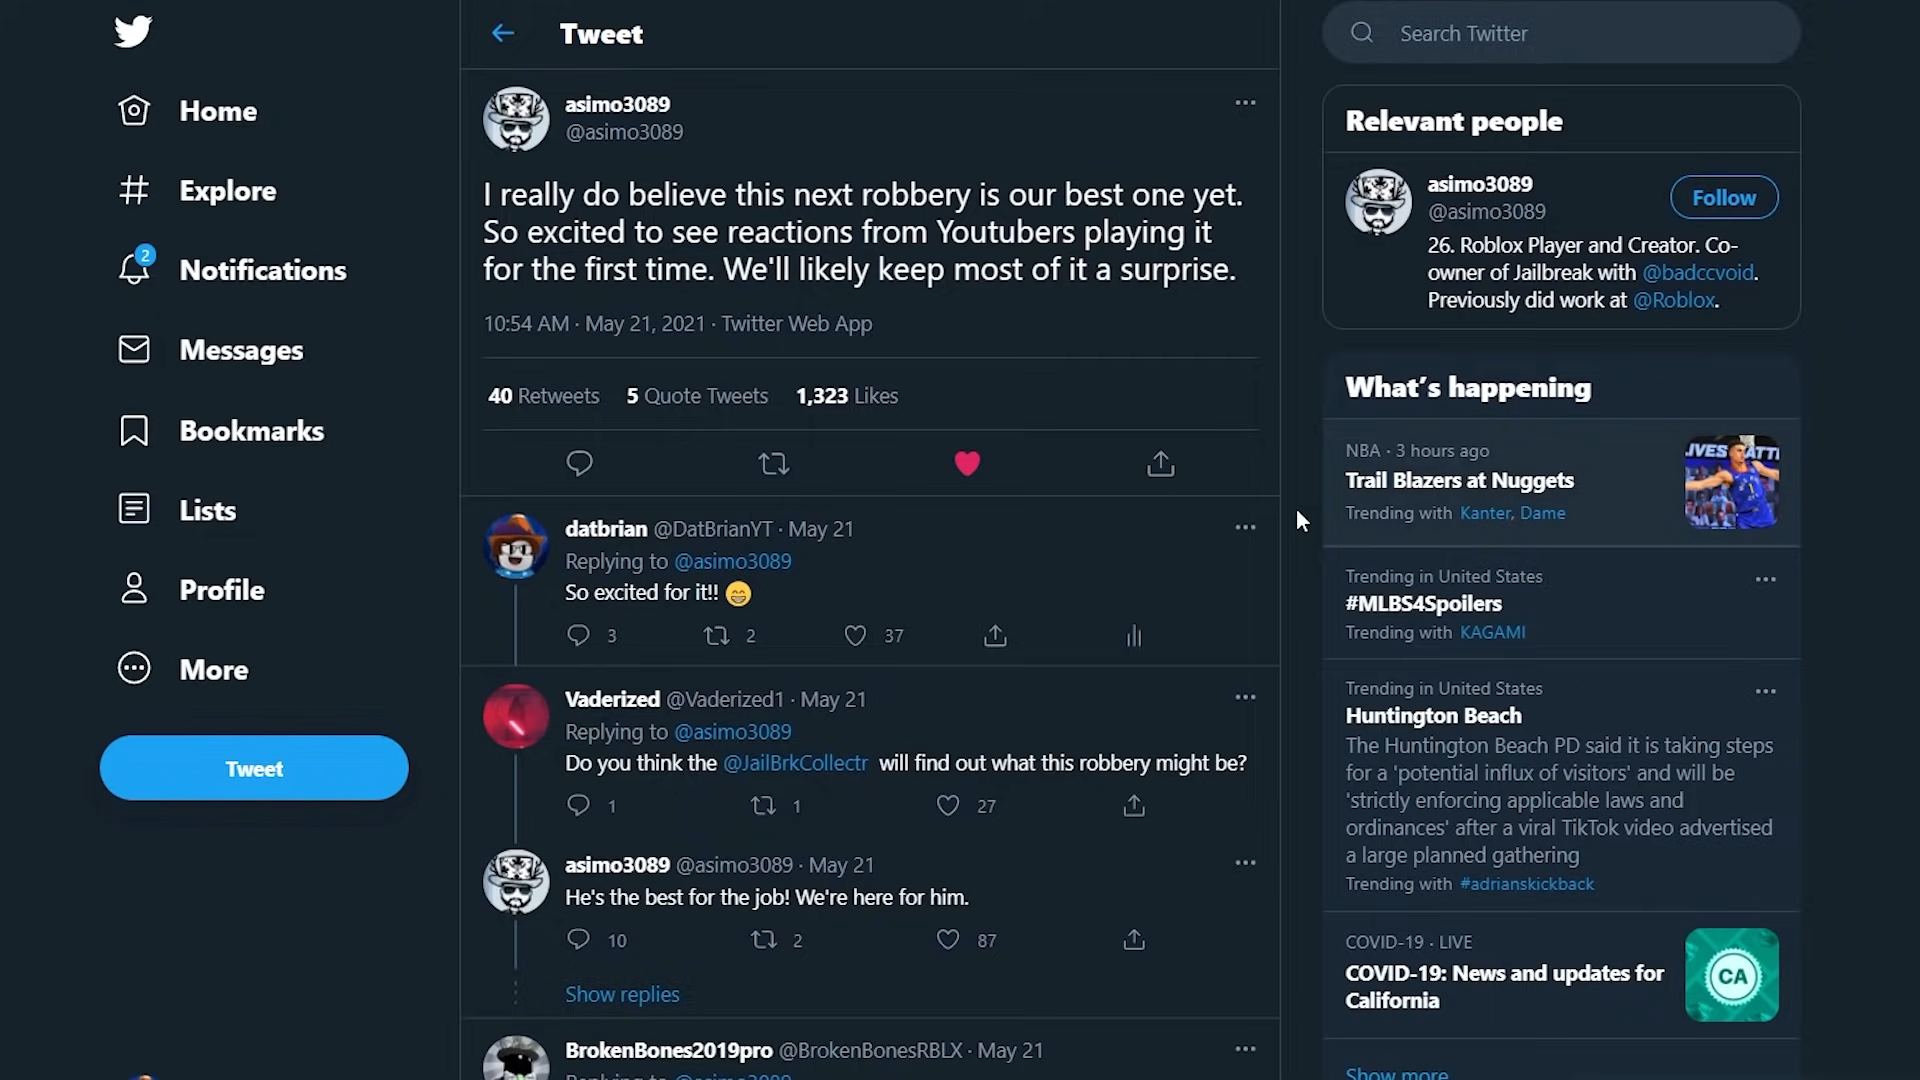 Home
Explore
2
Notifications
Messages
Bookmarks
Lists
Profile
More
Tweet
Tweet
asimo3089
@asimo3089
I really do believe this next robbery is our best one yet.
So excited to see reactions from Youtubers playing it
for the first time. We'll likely keep most of it a surprise.
10:54 AM · May 21, 2021 · Twitter Web App
40 Retweets 5 Quote Tweets 1,323 Likes
datbrian @DatBrianYT · May 21
Replying to @asimo3089
So excited for it!! 😁
3 2 37
Vaderized @Vaderized1 · May 21
Replying to @asimo3089
Do you think the @JailBrkCollectr will find out what this robbery might be?
1 1 27
asimo3089 @asimo3089 · May 21
He's the best for the job! We're here for him.
10 2 87
Show replies
BrokenBones2019pro @BrokenBonesRBLX · May 21
Replying to @asimo3089
Search Twitter
Relevant people
asimo3089
@asimo3089
Follow
26. Roblox Player and Creator. Co-
owner of Jailbreak with @badccvoid.
Previously did work at @Roblox.
What's happening
NBA · 3 hours ago
Trail Blazers at Nuggets
Trending with Kanter, Dame
Trending in United States
#MLBS4Spoilers
Trending with KAGAMI
Trending in United States
Huntington Beach
The Huntington Beach PD said it is taking steps
for a 'potential influx of visitors' and will be
'strictly enforcing applicable laws and
ordinances' after a viral TikTok video advertised
a large planned gathering
Trending with #adrianskickback
COVID-19 · LIVE
COVID-19: News and updates for
California
CA
Show more